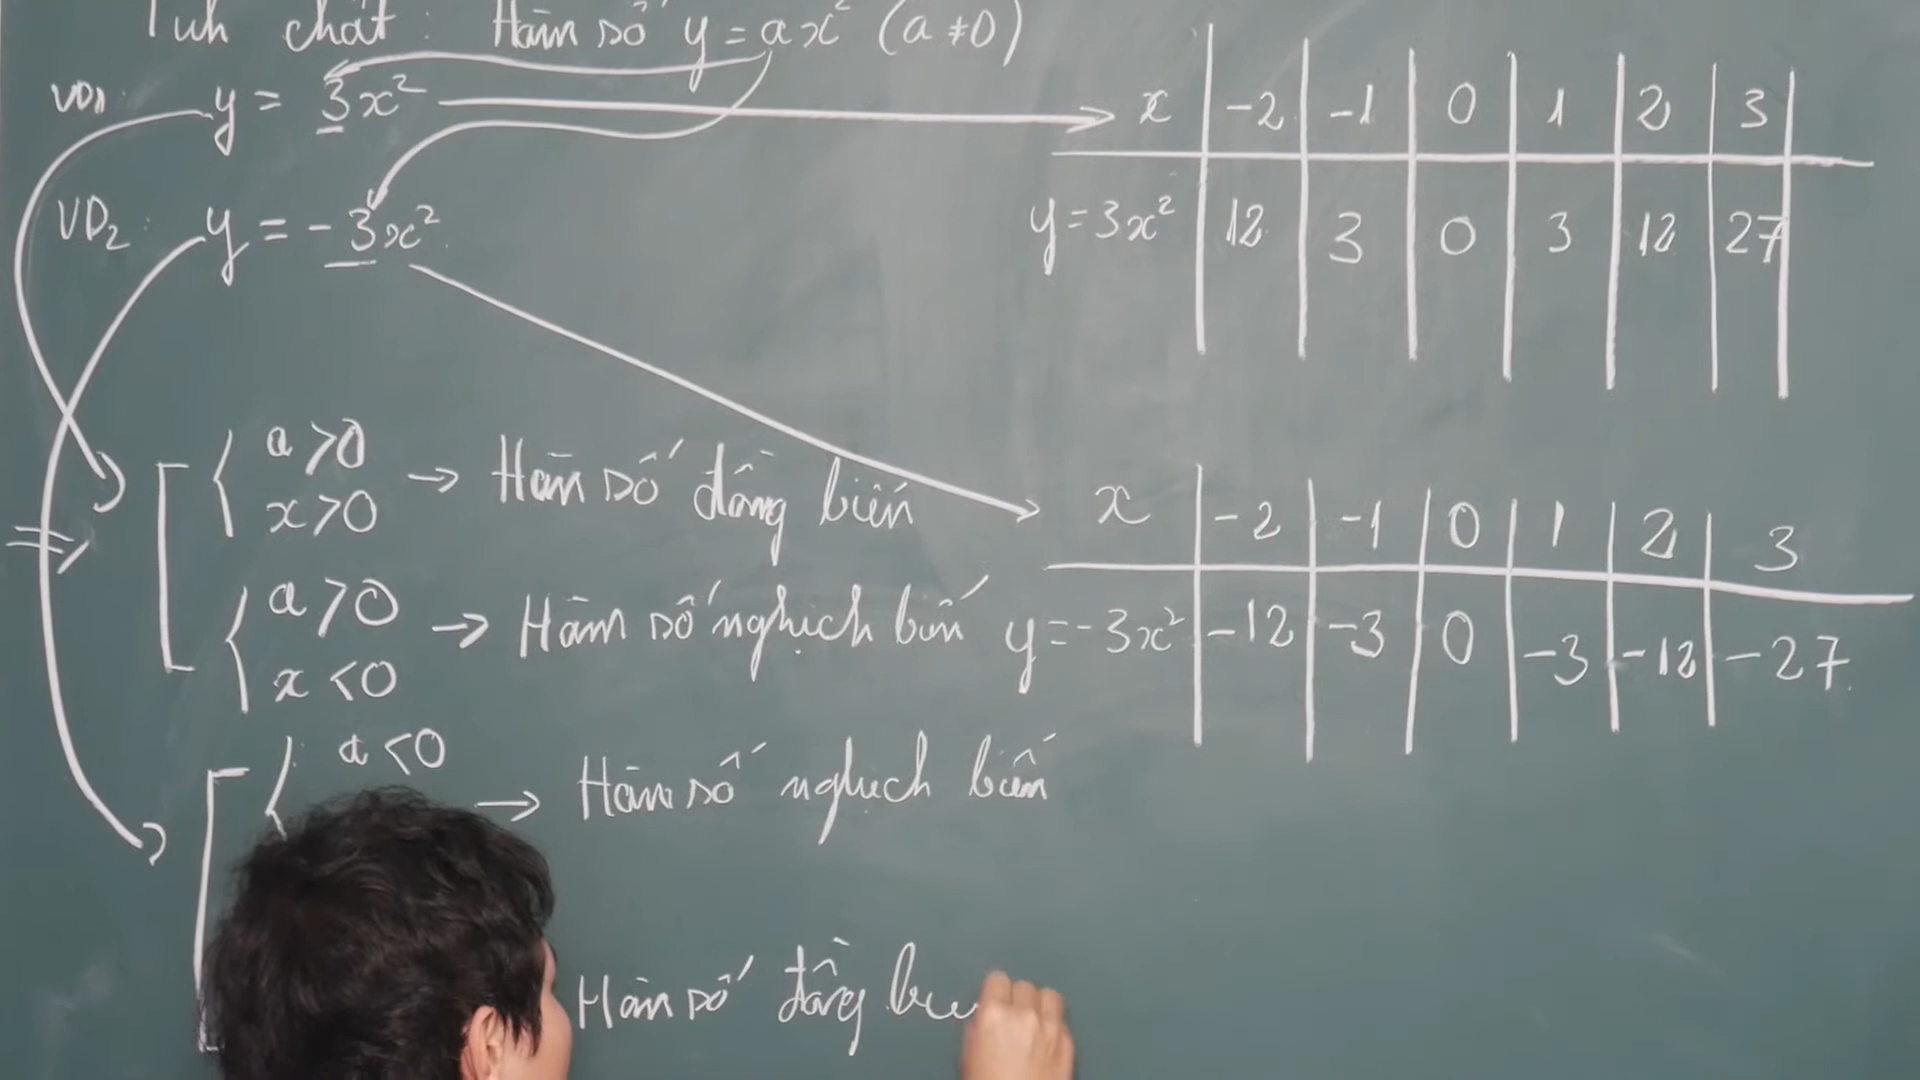 Tính chất: Hàm số y = ax² (a ≠ 0)
VD1: y = 3x²
VD2: y = -3x²
x | -2 | -1 | 0 | 1 | 2 | 3
y = 3x² | 12 | 3 | 0 | 3 | 12 | 27
a > 0
x > 0
→ Hàm số đồng biến
a > 0
x < 0
→ Hàm số nghịch biến
x | -2 | -1 | 0 | 1 | 2 | 3
y = -3x² | -12 | -3 | 0 | -3 | -12 | -27
a < 0
→ Hàm số nghịch biến
Hàm số đồng